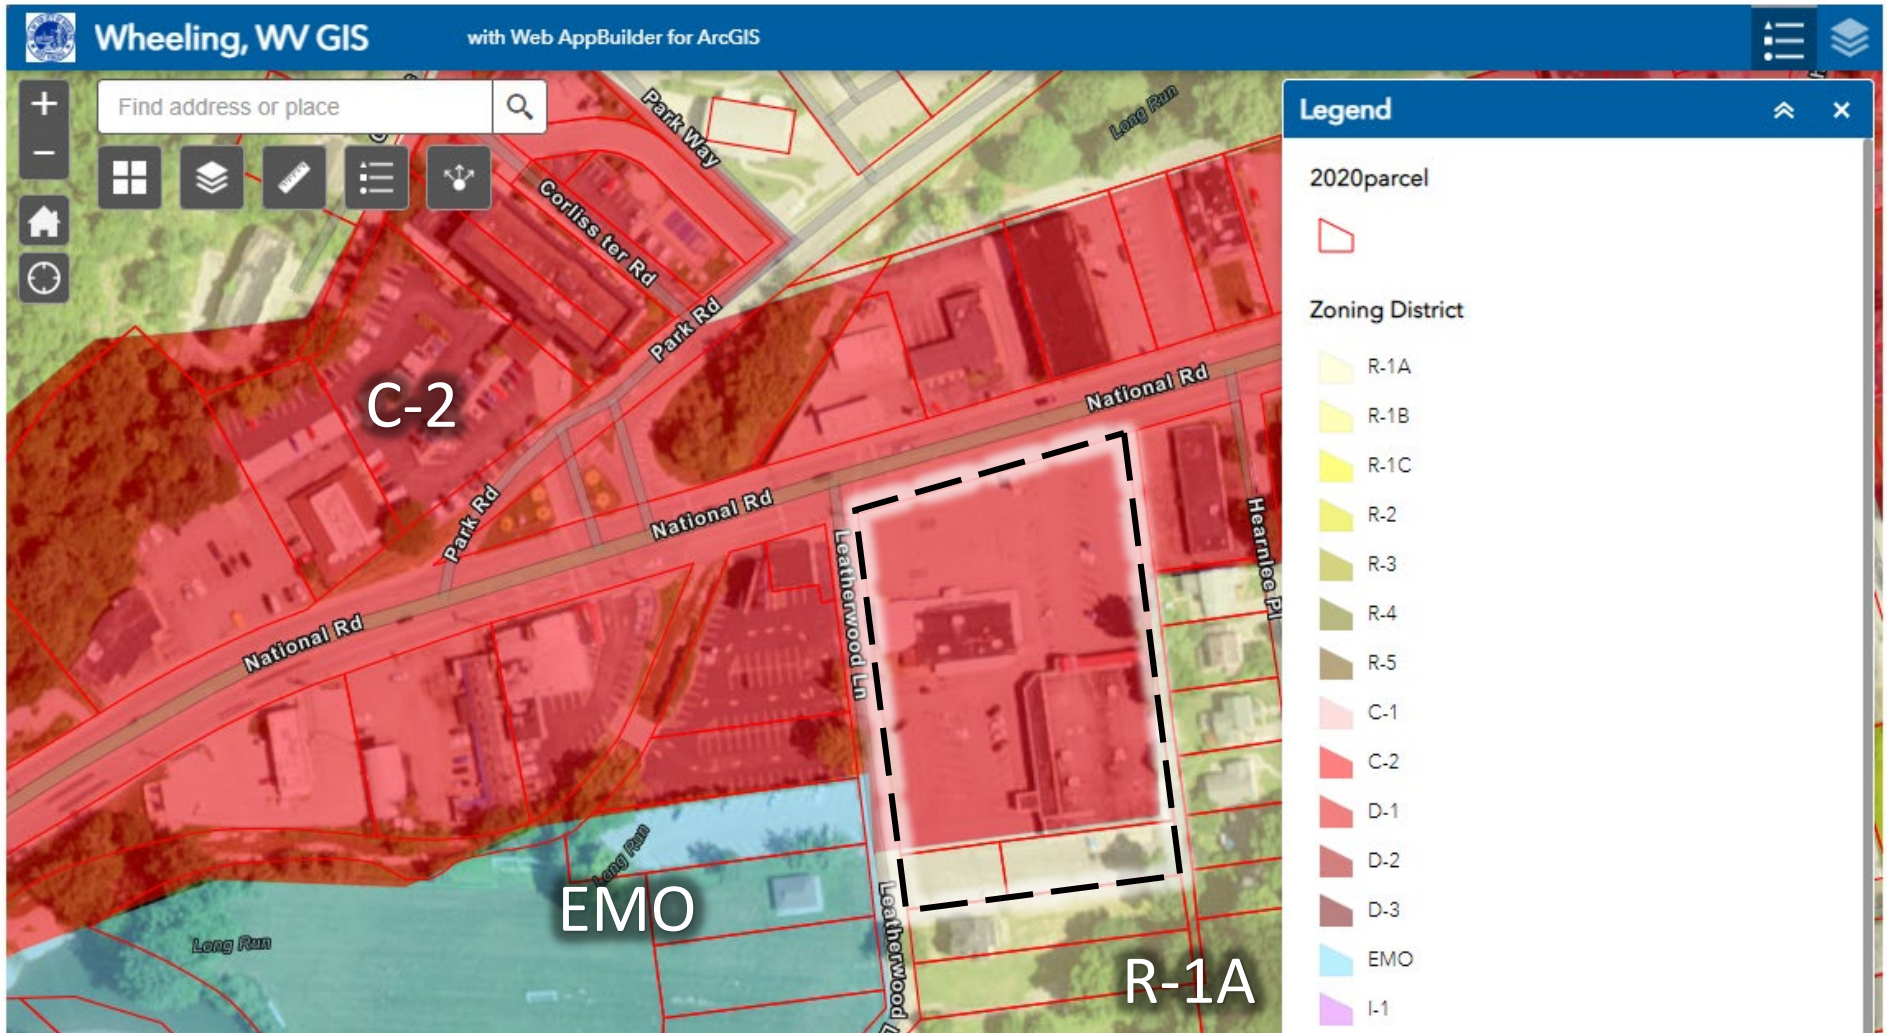 Wheeling, WV GIS
with Web AppBuilder for ArcGIS
Find address or place
Legend
2020parcel
Zoning District
R-1A
R-1B
R-1C
R-2
R-3
R-4
R-5
C-1
C-2
D-1
D-2
D-3
EMO
I-1
Park Way
Long Run
Corliss ter Rd
Park Rd
C-2
National Rd
Park Rd
National Rd
Hearnlee Pl
Leatherwood Ln
National Rd
Long Run
EMO
Long Run
Leatherwood
R-1A